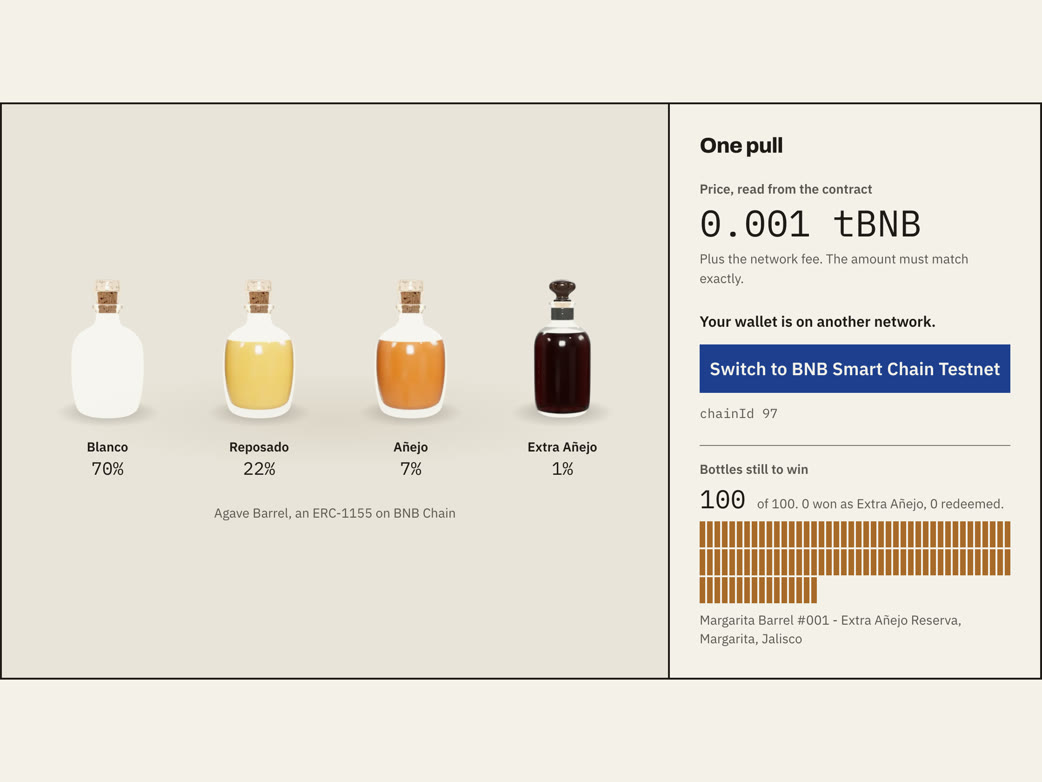 Blanco
70%
Reposado
22%
Añejo
7%
Extra Añejo
1%
Agave Barrel, an ERC-1155 on BNB Chain
One pull
Price, read from the contract
0.001 tBNB
Plus the network fee. The amount must match
exactly.
Your wallet is on another network.
Switch to BNB Smart Chain Testnet
chainId 97
Bottles still to win
100 of 100. 0 won as Extra Añejo, 0 redeemed.
Margarita Barrel #001 - Extra Añejo Reserva,
Margarita, Jalisco